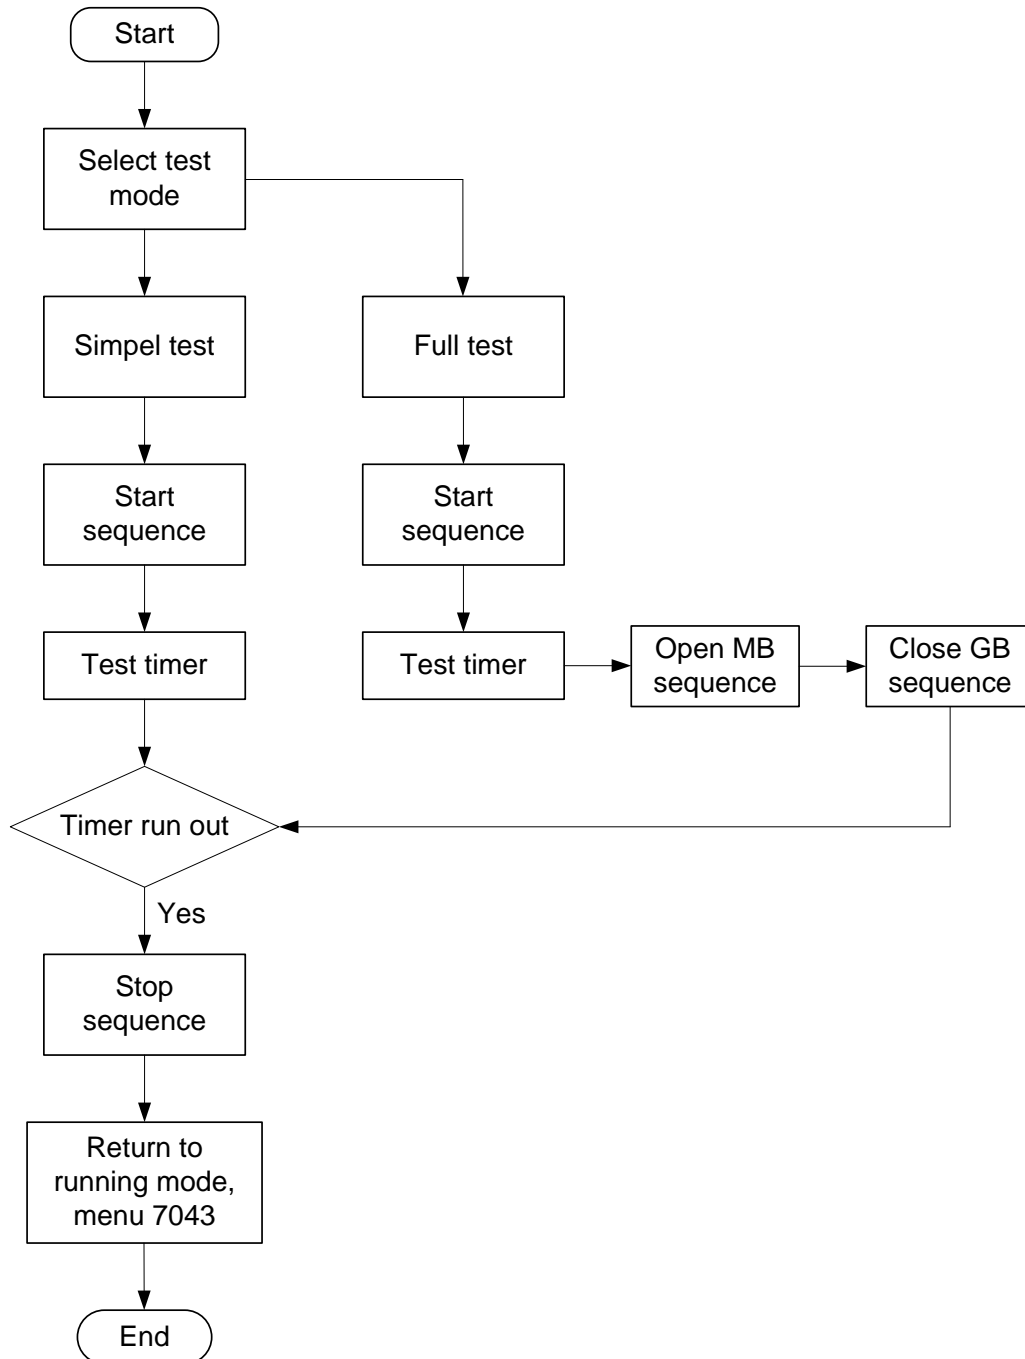 Start
Select test
mode
Simpel test
Full test
Start
sequence
Start
sequence
Test timer
Test timer
Open MB
sequence
Close GB
sequence
Timer run out
Yes
Stop
sequence
Return to
running mode,
menu 7043
End